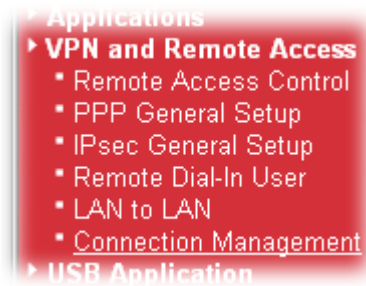 Applications
VPN and Remote Access
Remote Access Control
PPP General Setup
IPsec General Setup
Remote Dial-In User
LAN to LAN
Connection Management
USB Application